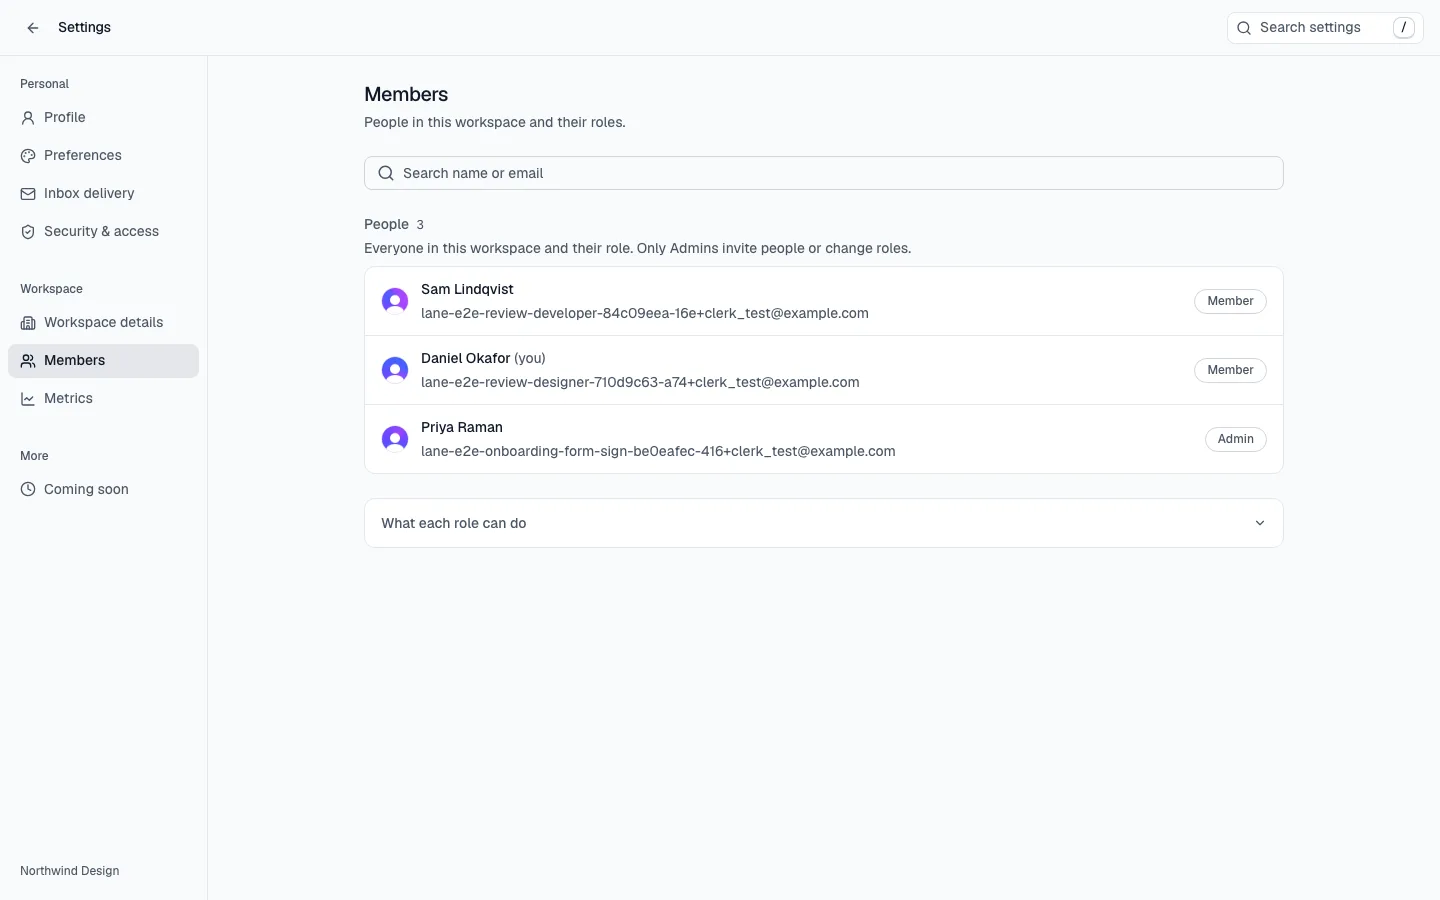 Settings
Search settings /
Personal
Profile
Preferences
Inbox delivery
Security & access
Workspace
Workspace details
Members
Metrics
More
Coming soon
Northwind Design
Members
People in this workspace and their roles.
Search name or email
People 3
Everyone in this workspace and their role. Only Admins invite people or change roles.
Sam Lindqvist
lane-e2e-review-developer-84c09eea-16e+clerk_test@example.com
Member
Daniel Okafor (you)
lane-e2e-review-designer-710d9c63-a74+clerk_test@example.com
Member
Priya Raman
lane-e2e-onboarding-form-sign-be0eafec-416+clerk_test@example.com
Admin
What each role can do